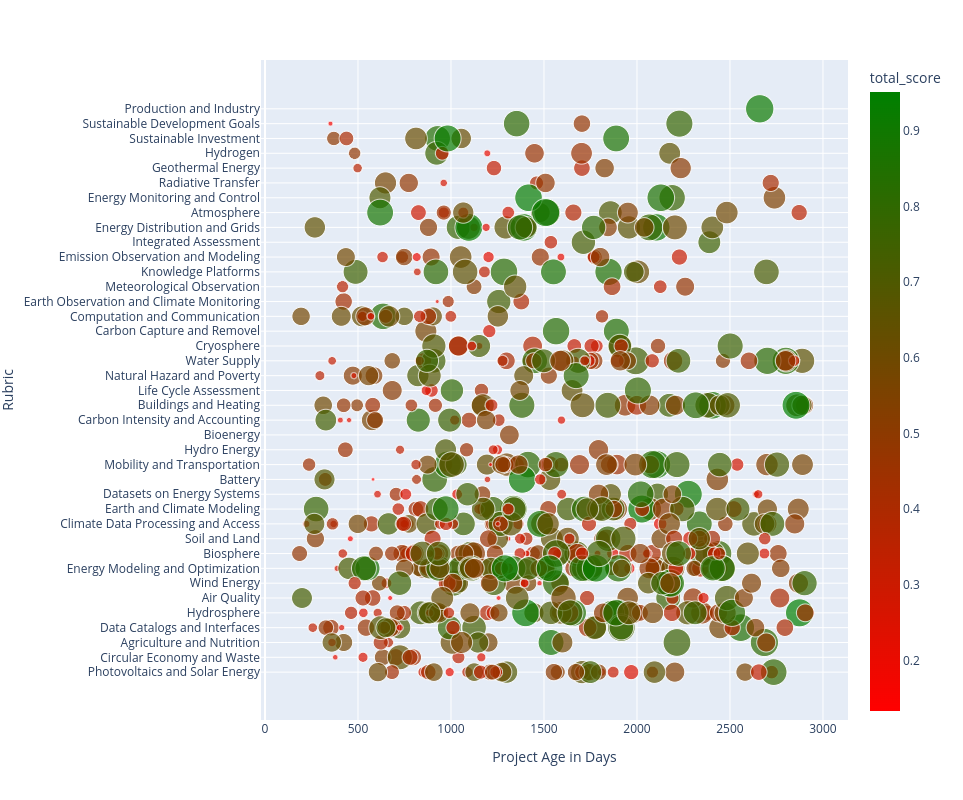 total_score
Production and Industry
Sustainable Development Goals
Sustainable Investment
Hydrogen
Geothermal Energy
Radiative Transfer
Energy Monitoring and Control
Atmosphere
Energy Distribution and Grids
Integrated Assessment
Emission Observation and Modeling
Knowledge Platforms
Meteorological Observation
Earth Observation and Climate Monitoring
Computation and Communication
Carbon Capture and Removel
Cryosphere
Water Supply
Natural Hazard and Poverty
Life Cycle Assessment
Buildings and Heating
Carbon Intensity and Accounting
Bioenergy
Hydro Energy
Mobility and Transportation
Battery
Datasets on Energy Systems
Earth and Climate Modeling
Climate Data Processing and Access
Soil and Land
Biosphere
Energy Modeling and Optimization
Wind Energy
Air Quality
Hydrosphere
Data Catalogs and Interfaces
Agriculture and Nutrition
Circular Economy and Waste
Photovoltaics and Solar Energy
Rubric
0 500 1000 1500 2000 2500 3000
Project Age in Days
0.9
0.8
0.7
0.6
0.5
0.4
0.3
0.2